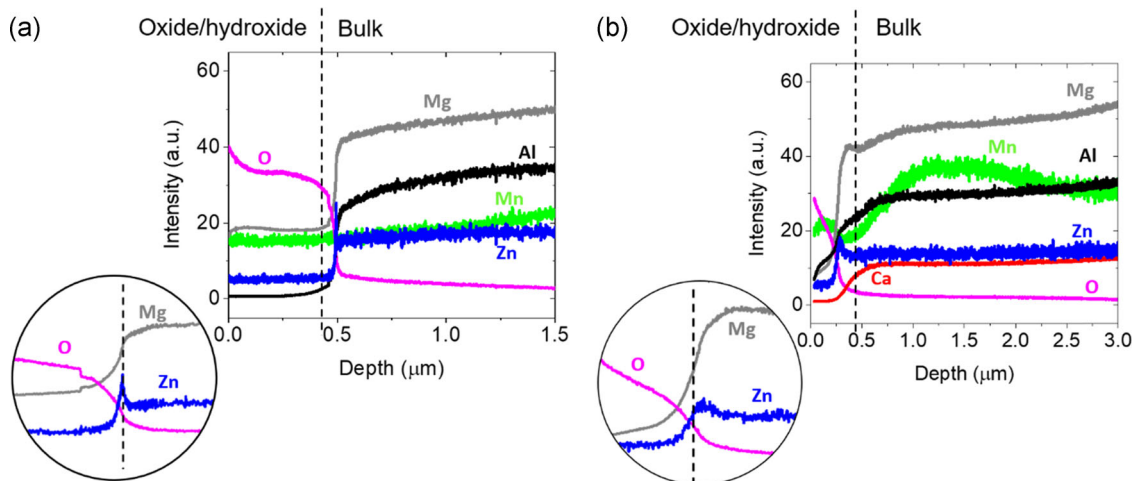 (a)
Oxide/hydroxide
Bulk
60
40
20
0
Intensity (a.u.)
Mg
O
Al
Mn
Zn
0.0
0.5
1.0
1.5
Depth (μm)
Mg
O
Zn
(b)
Oxide/hydroxide
Bulk
60
40
20
0
Intensity (a.u.)
Mg
Mn
Al
Zn
Ca
O
0.0
0.5
1.0
1.5
2.0
2.5
3.0
Depth (μm)
Mg
O
Zn